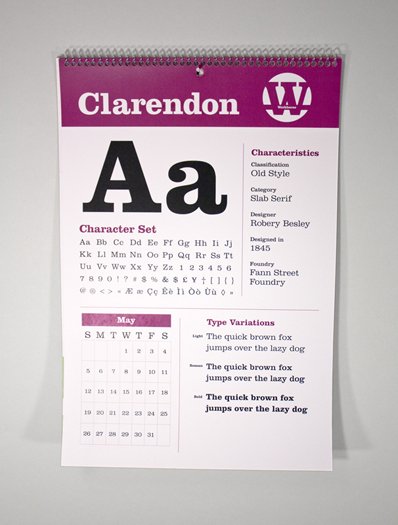 Clarendon
W
Aa
Character Set
Aa Bb Cc Dd Ee Ff Gg Hh Ii Jj
Kk Ll Mm Nn Oo Pp Qq Rr Ss Tt
Uu Vv Ww Xx Yy Zz 1 2 3 4 5 6
7 8 9 0 ! ? # $ % & $ £ ¥ † [ ] { }
@ ® < > « Æ æ Çç Êê Ìì Òò Ùù ◊ »
Characteristics
Classification
Old Style
Category
Slab Serif
Designer
Robery Besley
Designed in
1845
Foundry
Fann Street
Foundry
May
S M T W T F S
1 2 3 4
5 6 7 8 9 10 11
12 13 14 15 16 17 18
19 20 21 22 23 24 25
26 27 28 29 30 31
Type Variations
Light The quick brown fox
jumps over the lazy dog
Roman The quick brown fox
jumps over the lazy dog
Bold The quick brown fox
jumps over the lazy dog